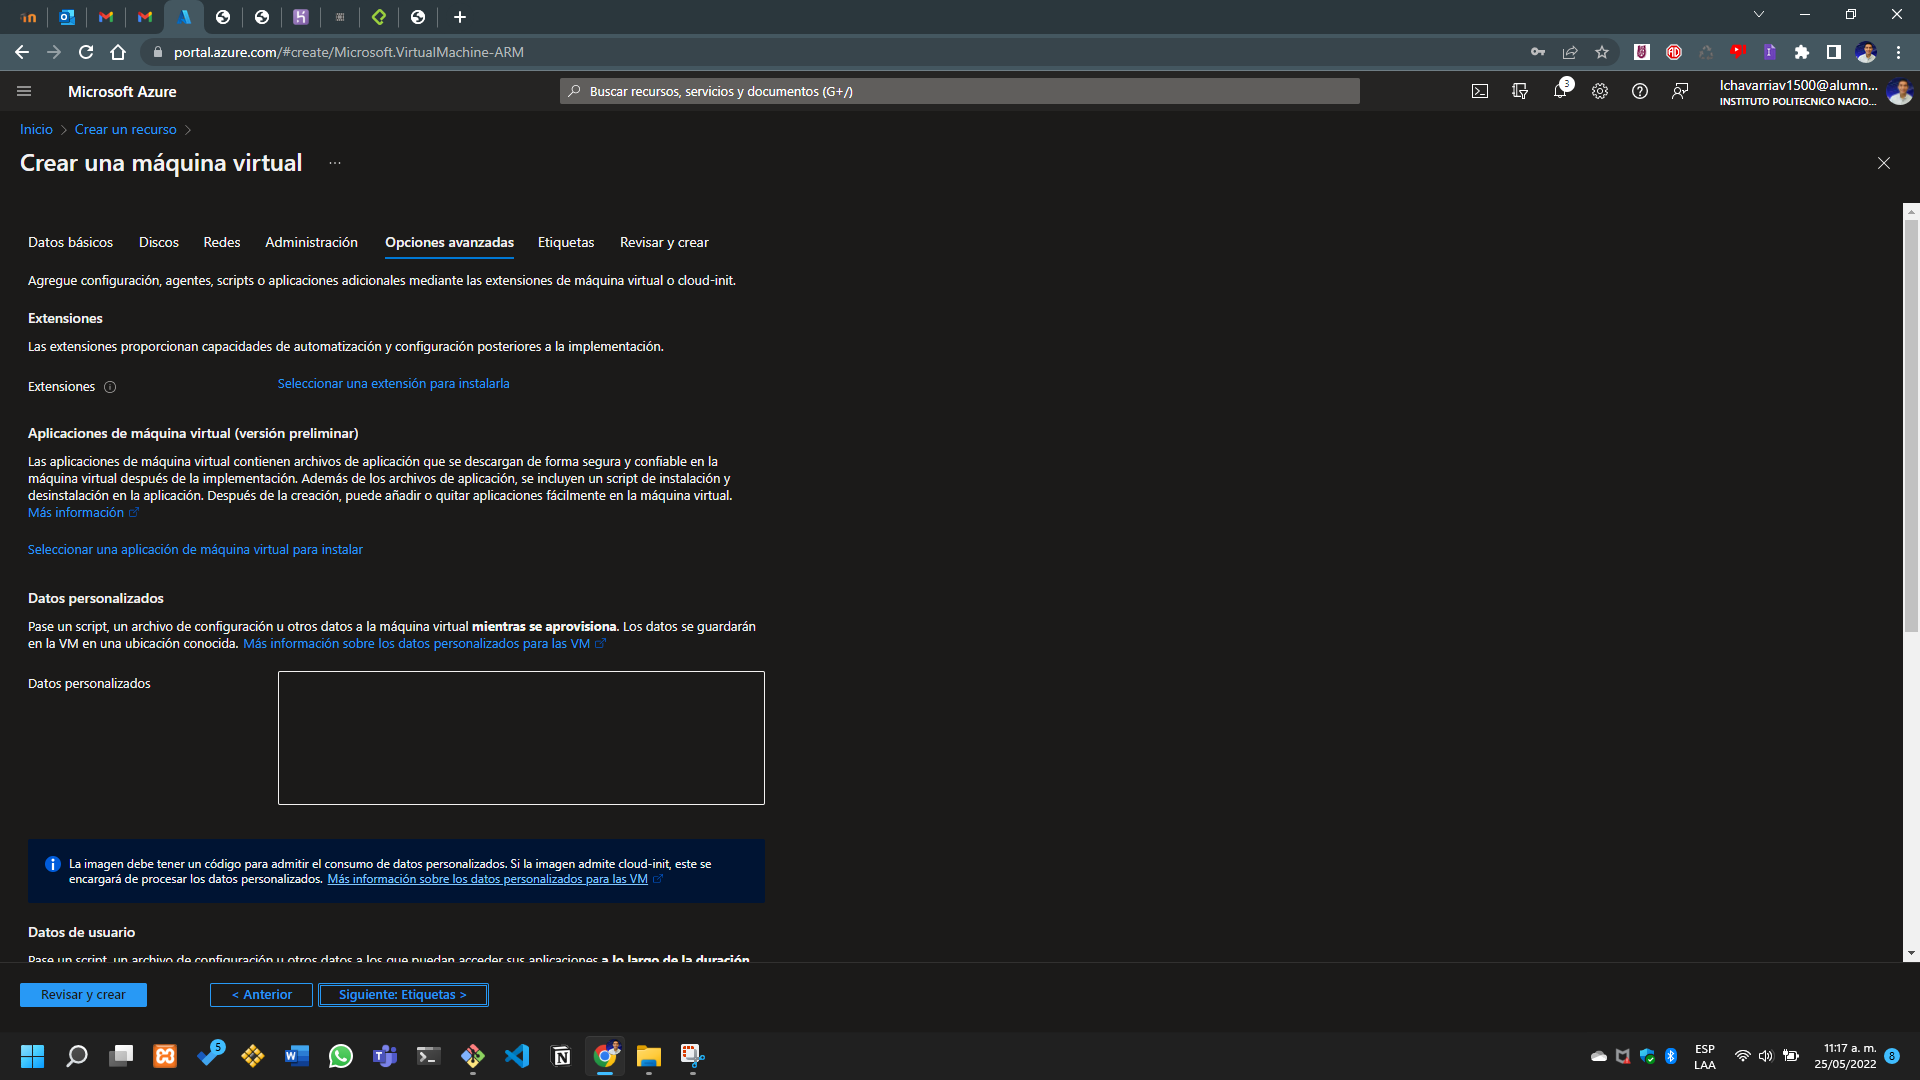 portal.azure.com/#create/Microsoft.VirtualMachine-ARM
Microsoft Azure
Buscar recursos, servicios y documentos (G+/)
3
lchavarriav1500@alumn...
INSTITUTO POLITECNICO NACIO...
Inicio > Crear un recurso >
Crear una máquina virtual ...
Datos básicos Discos Redes Administración Opciones avanzadas Etiquetas Revisar y crear
Agregue configuración, agentes, scripts o aplicaciones adicionales mediante las extensiones de máquina virtual o cloud-init.
Extensiones
Las extensiones proporcionan capacidades de automatización y configuración posteriores a la implementación.
Extensiones
Seleccionar una extensión para instalarla
Aplicaciones de máquina virtual (versión preliminar)
Las aplicaciones de máquina virtual contienen archivos de aplicación que se descargan de forma segura y confiable en la
máquina virtual después de la implementación. Además de los archivos de aplicación, se incluyen un script de instalación y
desinstalación en la aplicación. Después de la creación, puede añadir o quitar aplicaciones fácilmente en la máquina virtual.
Más información
Seleccionar una aplicación de máquina virtual para instalar
Datos personalizados
Pase un script, un archivo de configuración u otros datos a la máquina virtual mientras se aprovisiona. Los datos se guardarán
en la VM en una ubicación conocida. Más información sobre los datos personalizados para las VM
Datos personalizados
La imagen debe tener un código para admitir el consumo de datos personalizados. Si la imagen admite cloud-init, este se
encargará de procesar los datos personalizados. Más información sobre los datos personalizados para las VM
Datos de usuario
Pase un script, un archivo de configuración u otros datos a los que puedan acceder sus aplicaciones a lo largo de la duración
Revisar y crear
< Anterior
Siguiente: Etiquetas >
5
ESP
LAA
11:17 a. m.
25/05/2022
8